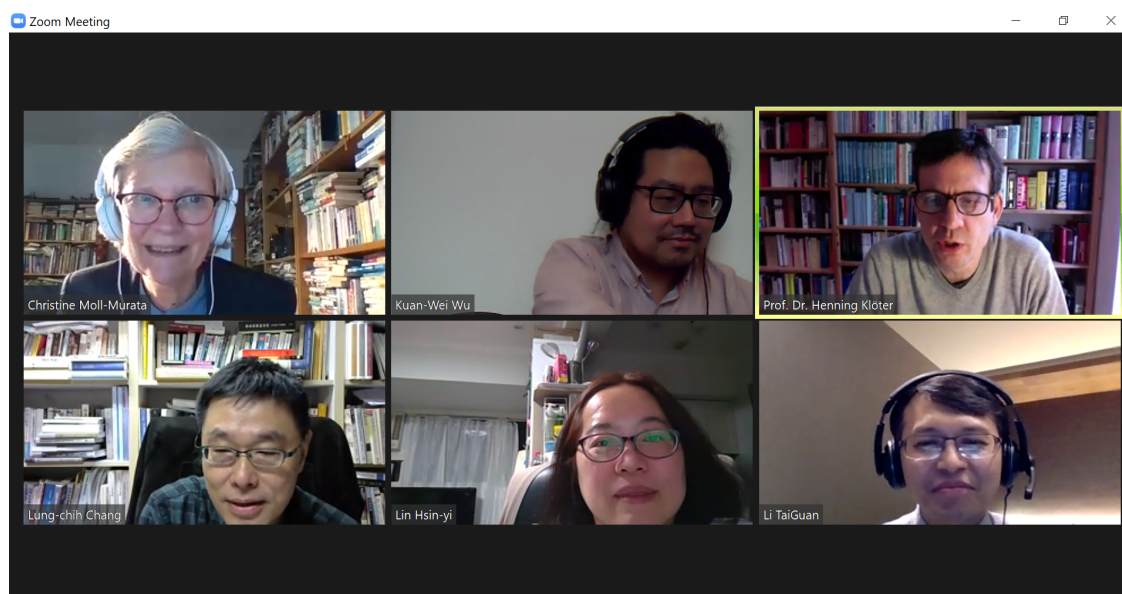 Zoom Meeting
Christine Moll-Murata
Kuan-Wei Wu
Prof. Dr. Henning Klöter
Lung-chih Chang
Lin Hsin-yi
Li TaiGuan